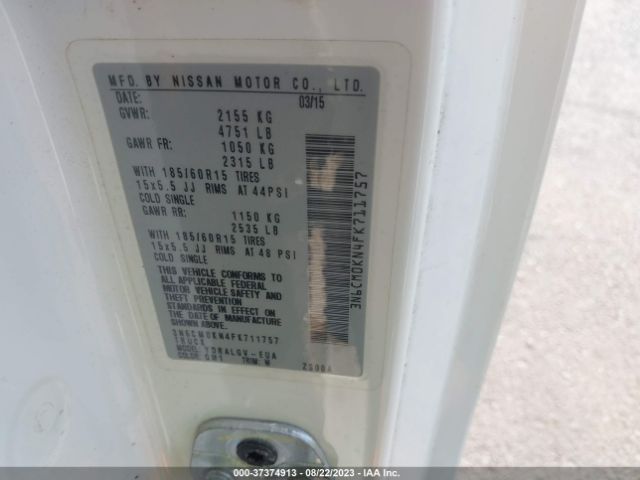 MFD. BY NISSAN MOTOR CO., LTD.
DATE: 03/15
GVWR: 2155 KG
4751 LB
GAWR FR: 1050 KG
2315 LB
WITH 185/60R15 TIRES
15x5.5 JJ RIMS AT 44PSI
COLD SINGLE
GAWR RR: 1150 KG
2535 LB
WITH 185/60R15 TIRES
15x5.5 JJ RIMS AT 48 PSI
COLD SINGLE
THIS VEHICLE CONFORMS TO
ALL APPLICABLE FEDERAL
MOTOR VEHICLE SAFETY AND
THEFT PREVENTION
STANDARDS IN EFFECT ON
THE DATE OF MANUFACTURE
SHOWN ABOVE.
3N6CM0KN4FK711757
TRUCK
COLOR QM1 TRIM: W
3N6CM0KN4FK711757
000-37374913 - 08/22/2023 - IAA Inc.